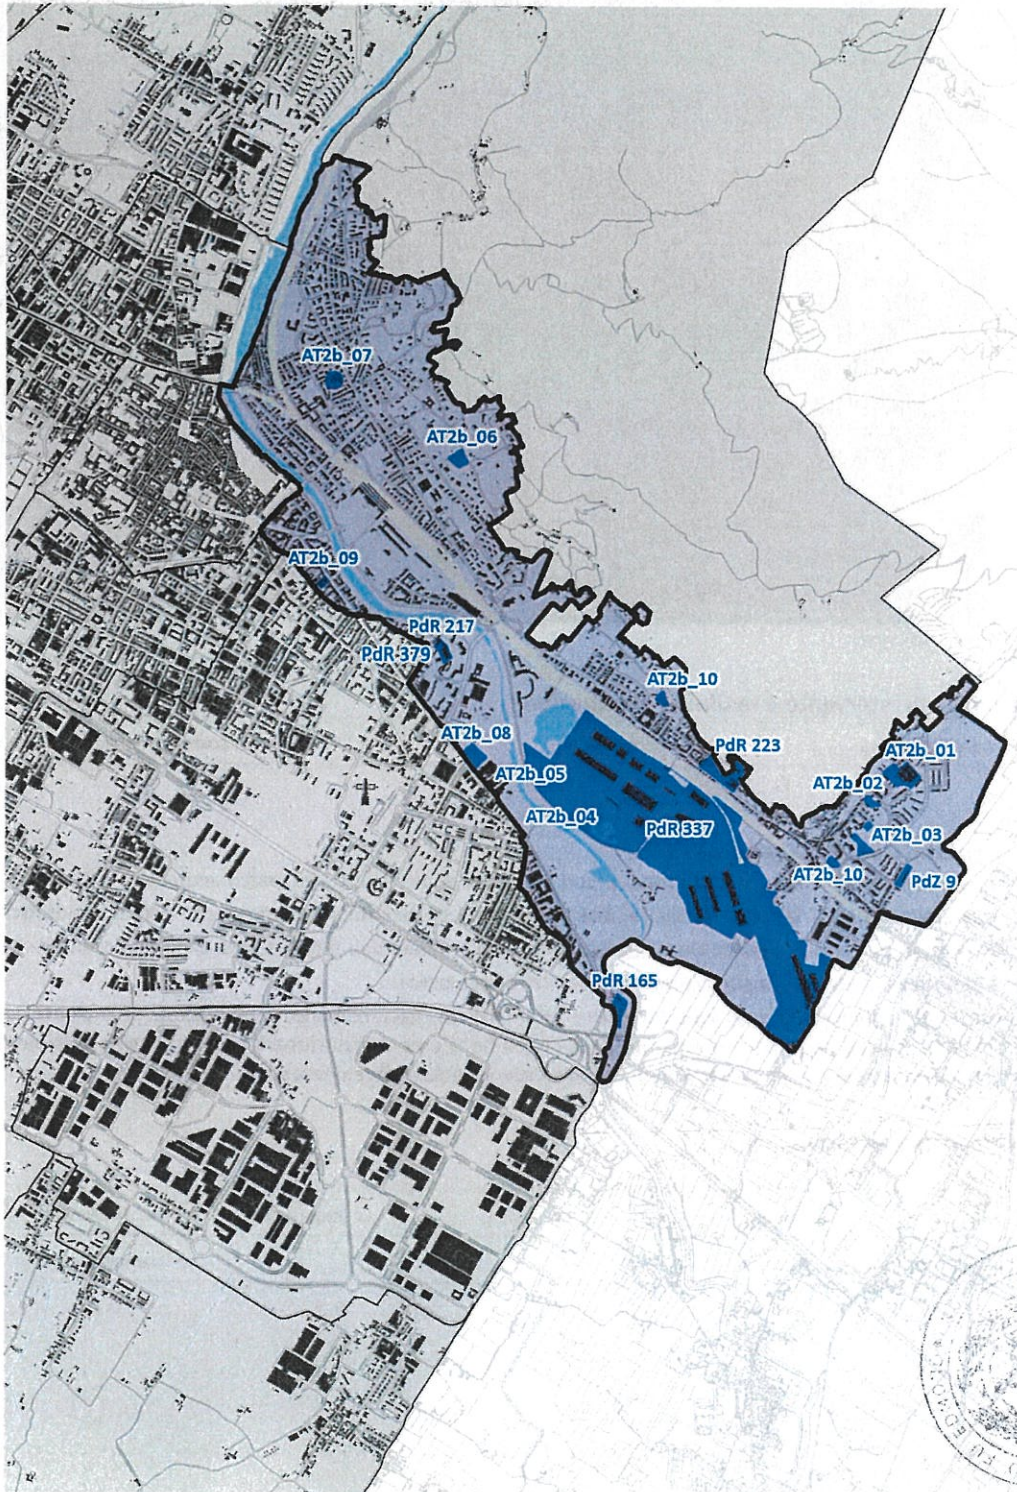 AT2b_07
AT2b_06
AT2b_09
PdR 217
PdR 379
AT2b_10
AT2b_08
PdR 223
AT2b_01
AT2b_05
AT2b_02
AT2b_04
PdR 337
AT2b_03
AT2b_10
PdZ 9
PdR 165